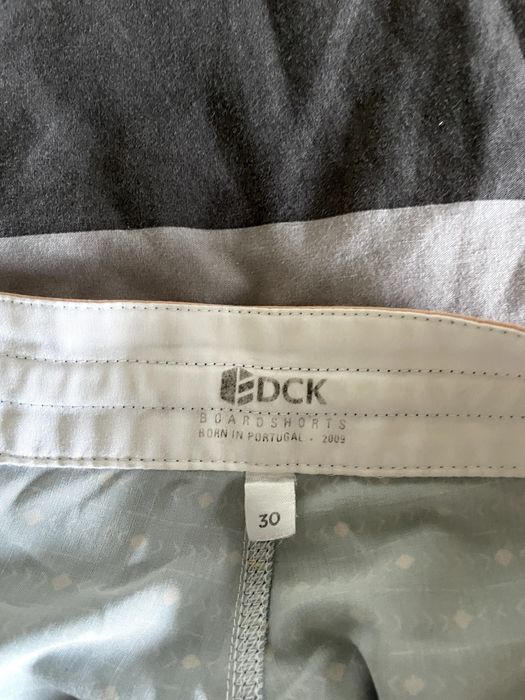 DCK
BOARDSHORTS
BORN IN PORTUGAL - 2009
30